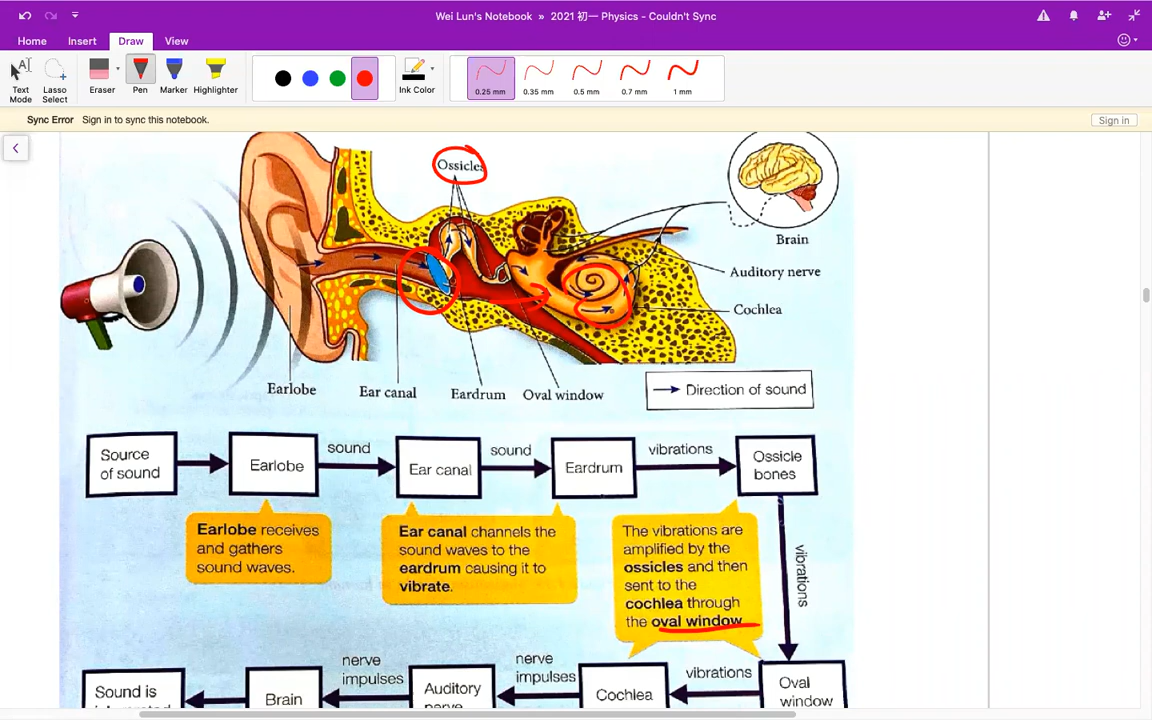 Wei Lun's Notebook » 2021 初一 Physics - Couldn't Sync
Home Insert Draw View
Text Mode
Lasso Select
Eraser
Pen
Marker
Highlighter
Ink Color
0.25 mm
0.35 mm
0.5 mm
0.7 mm
1 mm
Sync Error Sign in to sync this notebook.
Sign in
Ossicles
Brain
Auditory nerve
Cochlea
Earlobe
Ear canal
Eardrum
Oval window
Direction of sound
Source
of sound
Earlobe
sound
Ear canal
sound
Eardrum
vibrations
Ossicle
bones
Earlobe receives
and gathers
sound waves.
Ear canal channels the
sound waves to the
eardrum causing it to
vibrate.
The vibrations are
amplified by the
ossicles and then
sent to the
cochlea through
the oval window
vibrations
Sound is
Brain
nerve
impulses
Auditory
nerve
nerve
impulses
Cochlea
vibrations
Oval
window